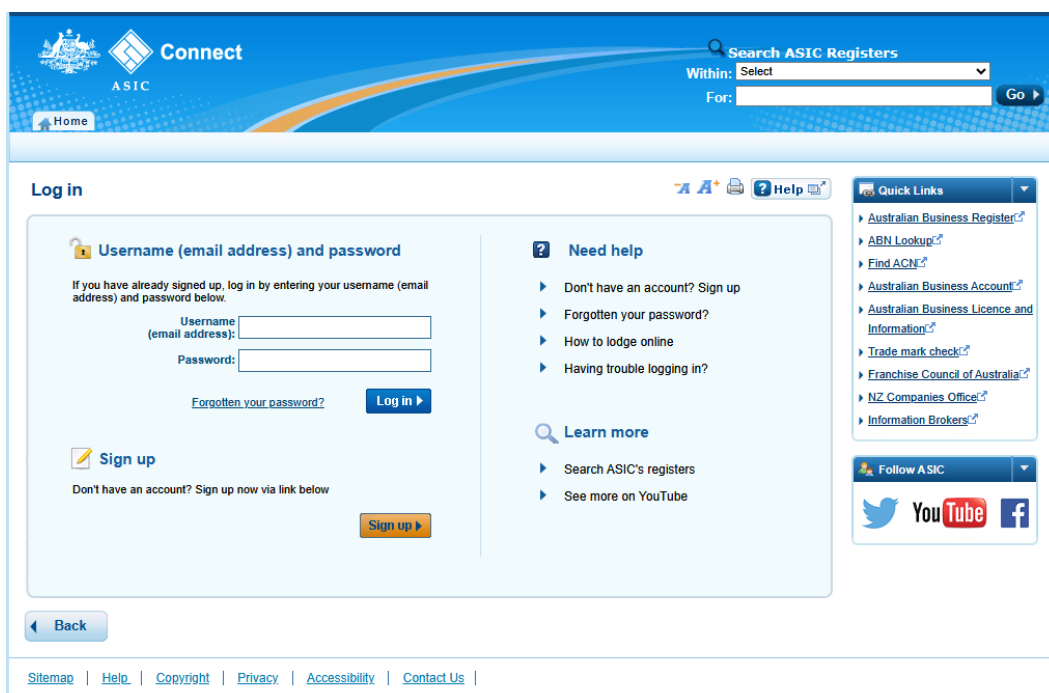 Connect
ASIC
Search ASIC Registers
Within: Select
For:
Go
Home
Log in
-A A+ Help
Username (email address) and password
If you have already signed up, log in by entering your username (email
address) and password below.
Username
(email address):
Password:
Forgotten your password?
Log in
Sign up
Don't have an account? Sign up now via link below
Sign up
Need help
Don't have an account? Sign up
Forgotten your password?
How to lodge online
Having trouble logging in?
Learn more
Search ASIC's registers
See more on YouTube
Quick Links
Australian Business Register
ABN Lookup
Find ACN
Australian Business Account
Australian Business Licence and
Information
Trade mark check
Franchise Council of Australia
NZ Companies Office
Information Brokers
Follow ASIC
YouTube
f
Back
Sitemap | Help | Copyright | Privacy | Accessibility | Contact Us |